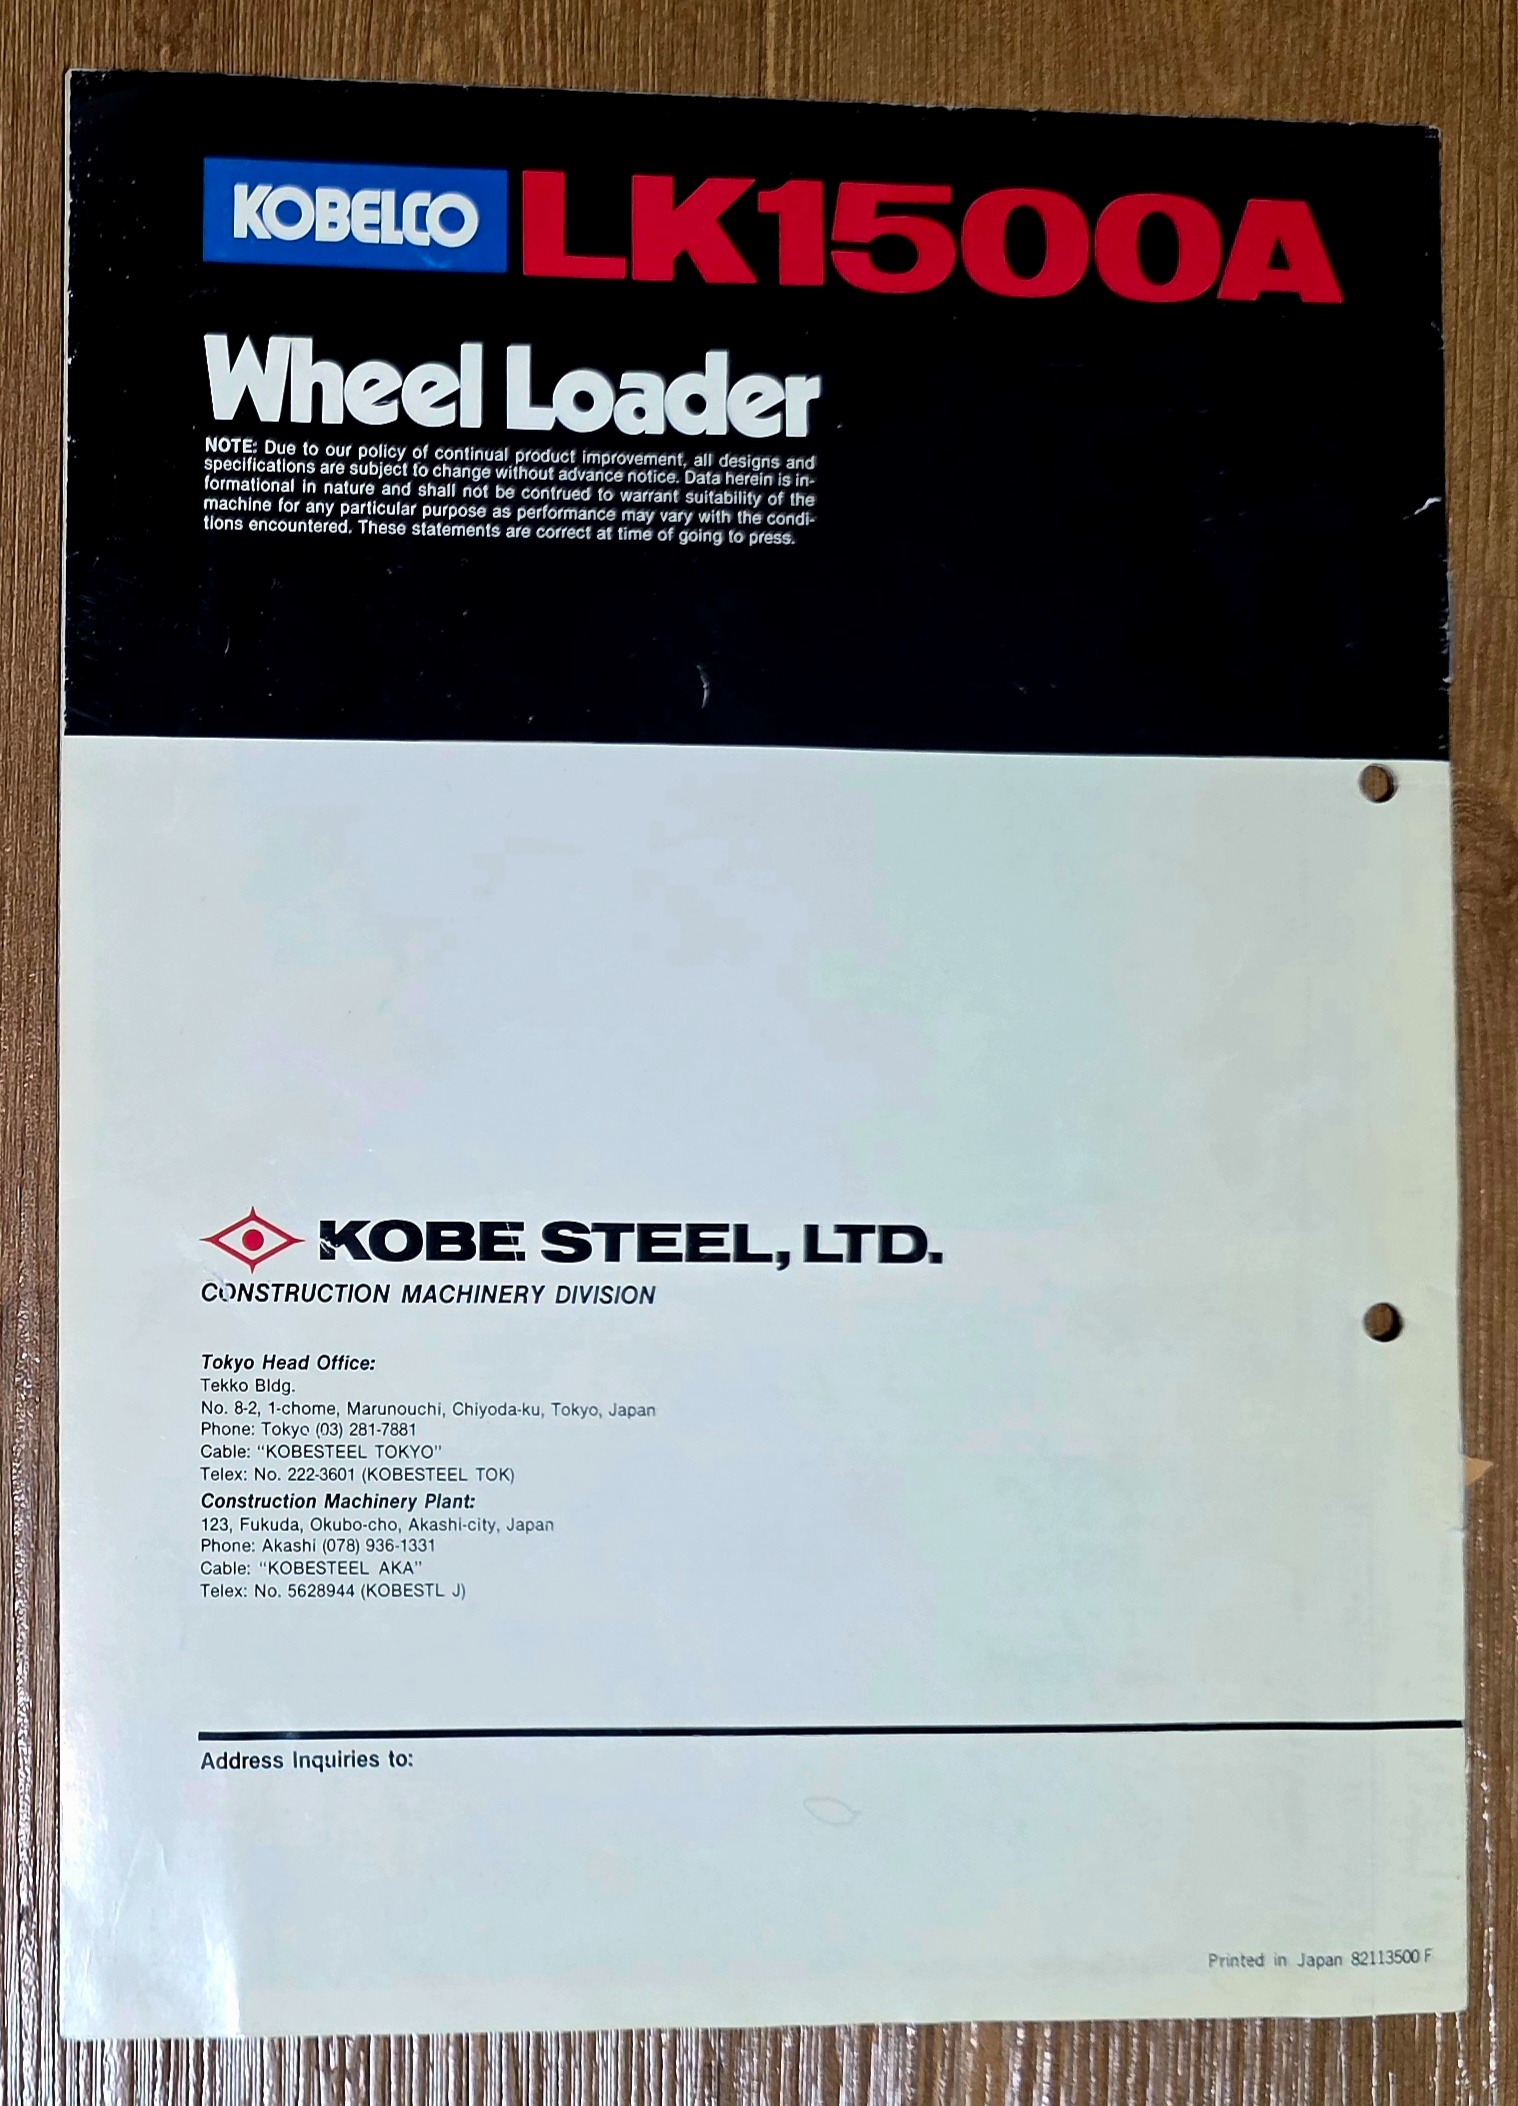 KOBELCO LK1500A
Wheel Loader
NOTE: Due to our policy of continual product improvement, all designs and
specifications are subject to change without advance notice. Data herein is in-
formational in nature and shall not be contrued to warrant suitability of the
machine for any particular purpose as performance may vary with the condi-
tions encountered. These statements are correct at time of going to press.
KOBE STEEL, LTD.
CONSTRUCTION MACHINERY DIVISION
Tokyo Head Office:
Tekko Bldg.
No. 8-2, 1-chome, Marunouchi, Chiyoda-ku, Tokyo, Japan
Phone: Tokyo (03) 281-7881
Cable: “KOBESTEEL TOKYO”
Telex: No. 222-3601 (KOBESTEEL TOK)
Construction Machinery Plant:
123, Fukuda, Okubo-cho, Akashi-city, Japan
Phone: Akashi (078) 936-1331
Cable: “KOBESTEEL AKA”
Telex: No. 5628944 (KOBESTL J)
Address Inquiries to:
Printed in Japan 82113500 F